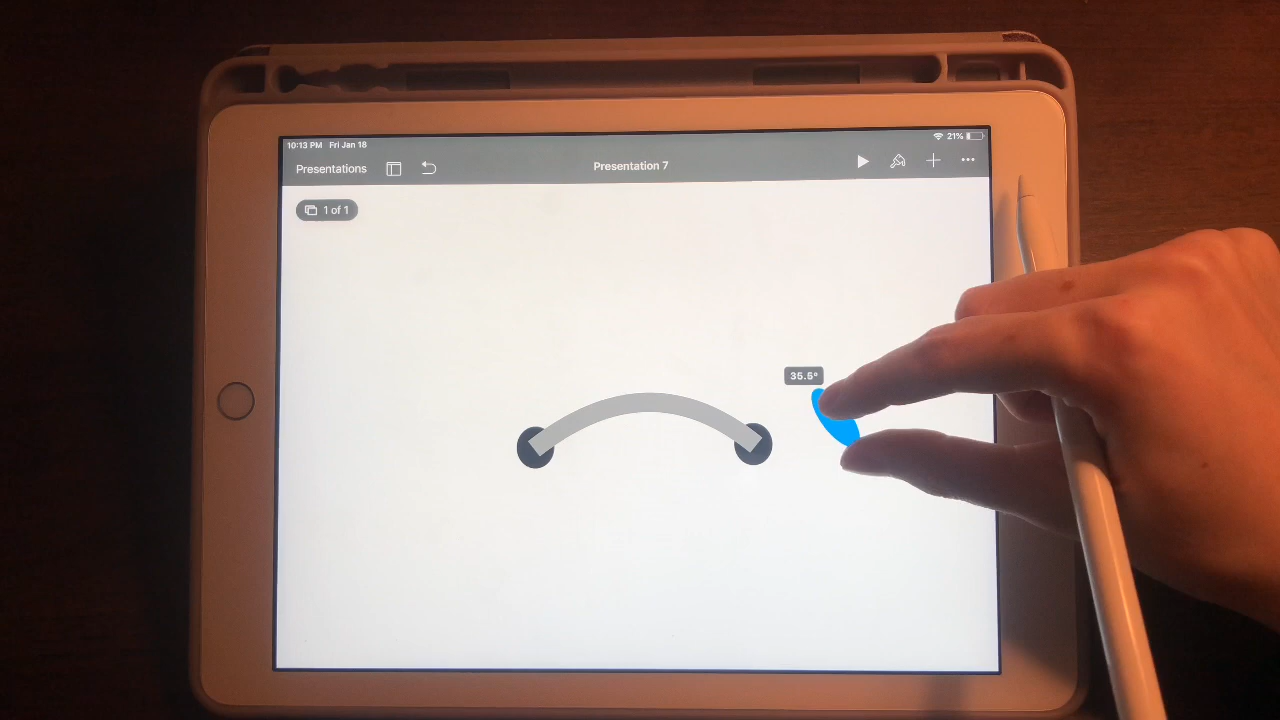 10:13 PM Fri Jan 18
21%
Presentations
Presentation 7
1 of 1
35.5°